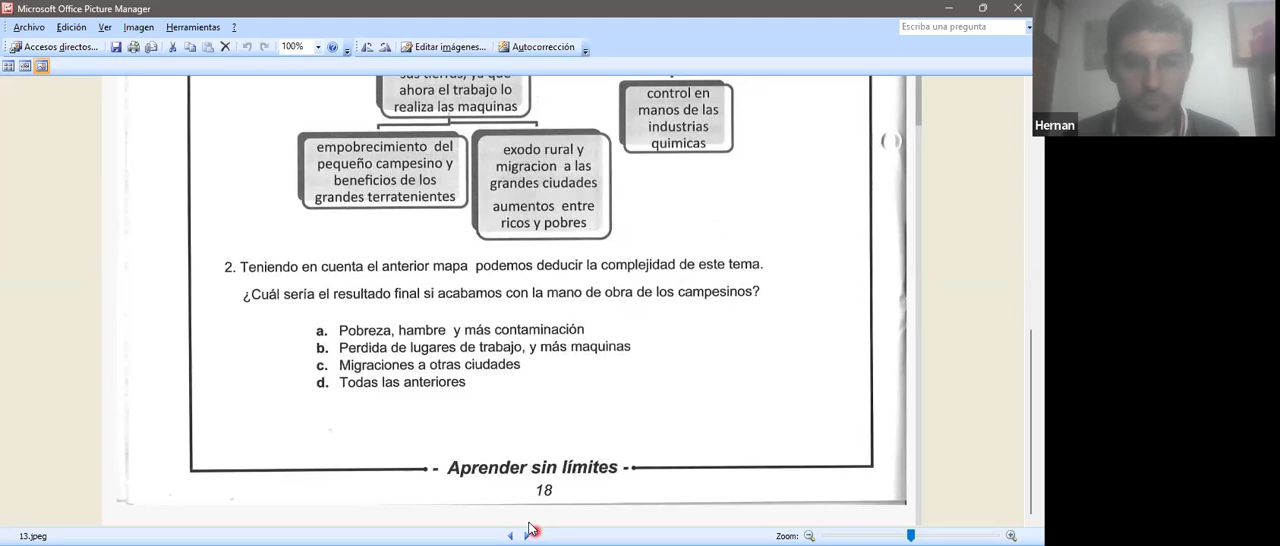 Microsoft Office Picture Manager
Archivo Edición Ver Imagen Herramientas ?
Escriba una pregunta
Accesos directos... 100% Editar imágenes... Autocorrección
sus tierras, ya que
ahora el trabajo lo
realiza las maquinas
control en
manos de las
industrias
quimicas
empobrecimiento del
pequeño campesino y
beneficios de los
grandes terratenientes
exodo rural y
migracion a las
grandes ciudades
aumentos entre
ricos y pobres
2. Teniendo en cuenta el anterior mapa podemos deducir la complejidad de este tema.
¿Cuál sería el resultado final si acabamos con la mano de obra de los campesinos?
a. Pobreza, hambre y más contaminación
b. Perdida de lugares de trabajo, y más maquinas
c. Migraciones a otras ciudades
d. Todas las anteriores
- Aprender sin límites -
18
13.jpeg
Zoom:
Hernan